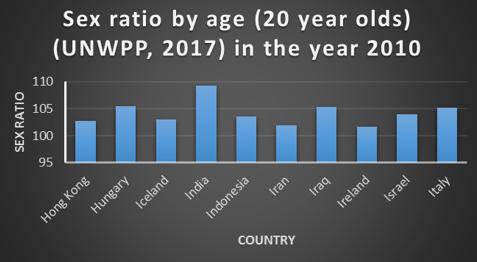 Sex ratio by age (20 year olds)
(UNWPP, 2017) in the year 2010
SEX RATIO
110
105
100
95
Hong Kong
Hungary
Iceland
India
Indonesia
Iran
Iraq
Ireland
Israel
Italy
COUNTRY